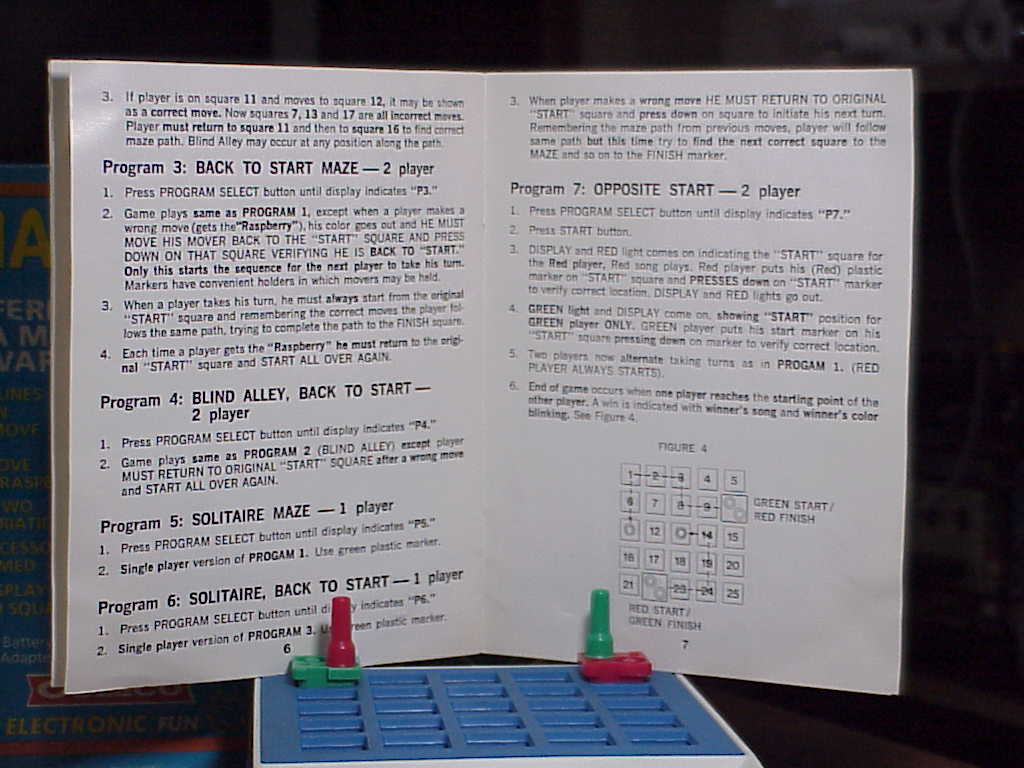 3. If player is on square 11 and moves to square 12, it may be shown
as a correct move. Now squares 7, 13 and 17 are all incorrect moves.
Player must return to square 11 and then to square 16 to find correct
maze path. Blind Alley may occur at any position along the path.
Program 3: BACK TO START MAZE — 2 player
1. Press PROGRAM SELECT button until display indicates "P3."
2. Game plays same as PROGRAM 1, except when a player makes a
wrong move (gets the "Raspberry"), his color goes out and HE MUST
MOVE HIS MOVER BACK TO THE "START" SQUARE AND PRESS
DOWN ON THAT SQUARE VERIFYING HE IS BACK TO "START."
Only this starts the sequence for the next player to take his turn.
Markers have convenient holders in which movers may be held.
3. When a player takes his turn, he must always start from the original
"START" square and remembering the correct moves the player fol-
lows the same path, trying to complete the path to the FINISH square.
4. Each time a player gets the "Raspberry" he must return to the origi-
nal "START" square and START ALL OVER AGAIN.
Program 4: BLIND ALLEY, BACK TO START —
2 player
1. Press PROGRAM SELECT button until display indicates "P4."
2. Game plays same as PROGRAM 2 (BLIND ALLEY) except player
MUST RETURN TO ORIGINAL "START" SQUARE after a wrong move
and START ALL OVER AGAIN.
Program 5: SOLITAIRE MAZE — 1 player
1. Press PROGRAM SELECT button until display indicates "P5."
2. Single player version of PROGAM 1. Use green plastic marker.
Program 6: SOLITAIRE, BACK TO START — 1 player
1. Press PROGRAM SELECT button until indicates "P6."
2. Single player version of PROGRAM 3. green plastic marker.
6
3. When player makes a wrong move HE MUST RETURN TO ORIGINAL
"START" square and press down on square to initiate his next turn.
Remembering the maze path from previous moves, player will follow
same path but this time try to find the next correct square to the
MAZE and so on to the FINISH marker.
Program 7: OPPOSITE START — 2 player
1. Press PROGRAM SELECT button until display indicates "P7."
2. Press START button.
3. DISPLAY and RED light comes on indicating the "START" square for
the Red player, Red song plays. Red player puts his (Red) plastic
marker on "START" square and PRESSES down on "START" marker
to verify correct location. DISPLAY and RED lights go out.
4. GREEN light and DISPLAY come on, showing "START" position for
GREEN player ONLY. GREEN player puts his start marker on his
"START" square pressing down on marker to verify correct location.
5. Two players now alternate taking turns as in PROGAM 1. (RED
PLAYER ALWAYS STARTS).
6. End of game occurs when one player reaches the starting point of the
other player. A win is indicated with winner's song and winner's color
blinking. See Figure 4.
FIGURE 4
1 2 3 4 5
6 7 8 9
12 14 15
16 17 18 19 20
21 23 24 25
GREEN START/
RED FINISH
RED START/
GREEN FINISH
7
ELECTRONIC FUN